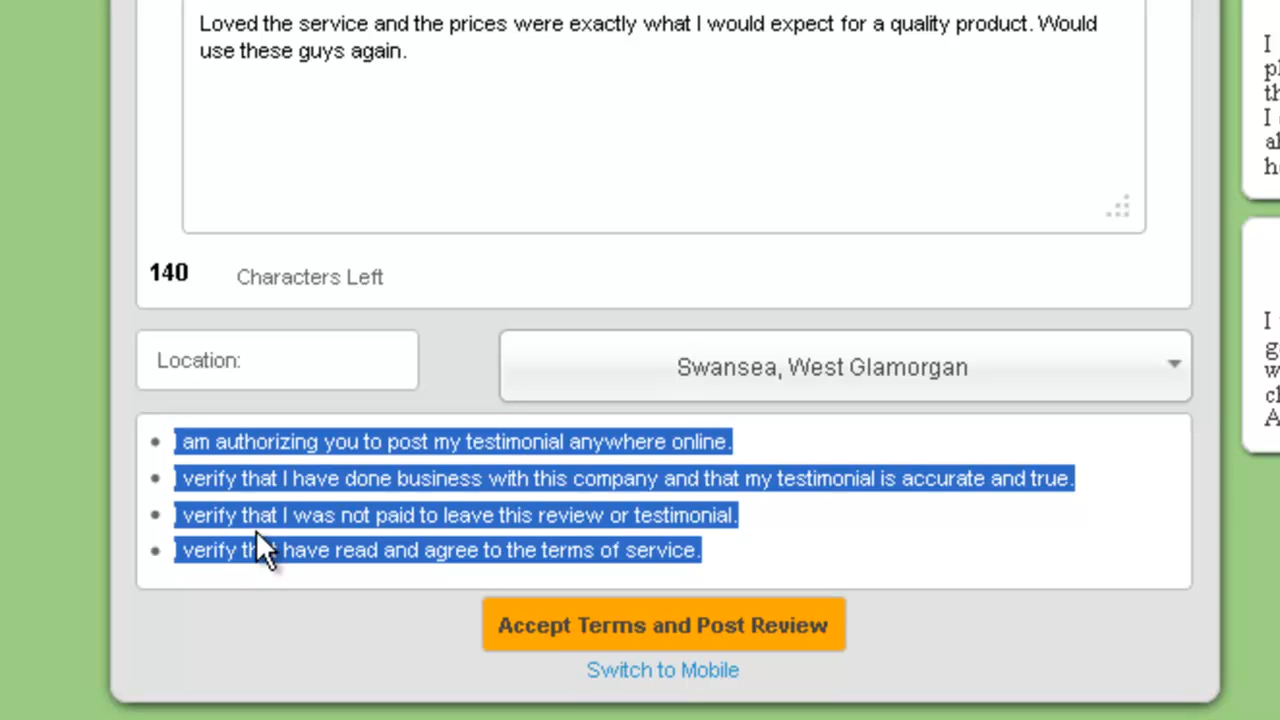 Loved the service and the prices were exactly what I would expect for a quality product. Would
use these guys again.
140 Characters Left
Location:
Swansea, West Glamorgan
I am authorizing you to post my testimonial anywhere online.
I verify that I have done business with this company and that my testimonial is accurate and true.
I verify that I was not paid to leave this review or testimonial.
I verify have read and agree to the terms of service.
Accept Terms and Post Review
Switch to Mobile
I
I